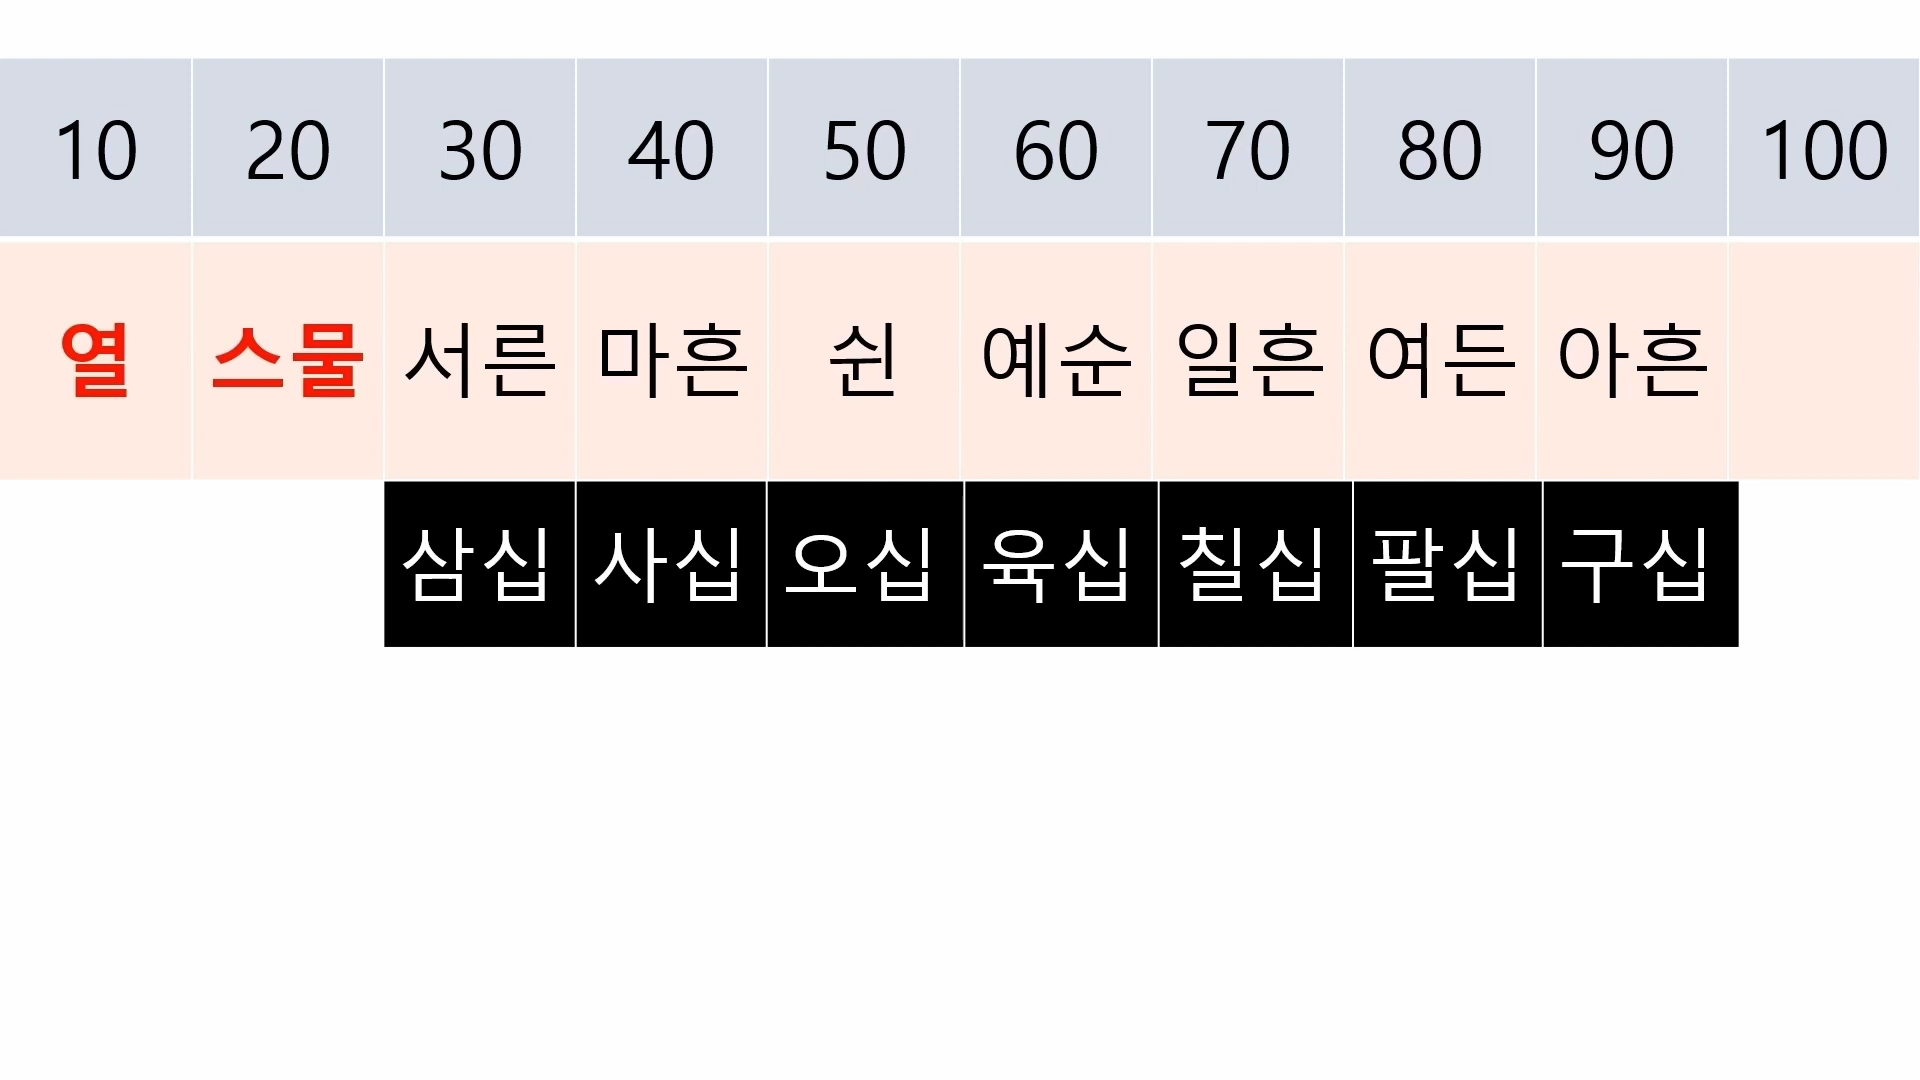 10 20 30 40 50 60 70 80 90 100
열 스물 서른 마흔 쉰 예순 일흔 여든 아흔
삼십 사십 오십 육십 칠십 팔십 구십